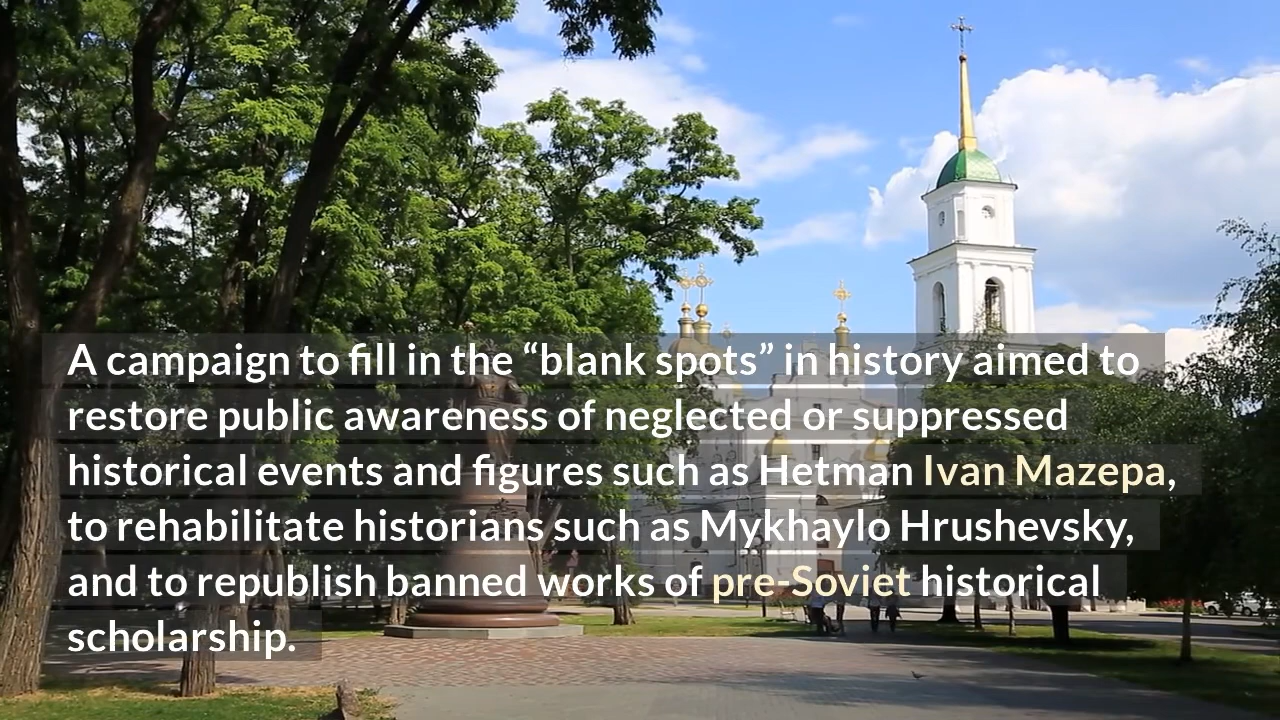 A campaign to fill in the “blank spots” in history aimed to
restore public awareness of neglected or suppressed
historical events and figures such as Hetman Ivan Mazepa,
to rehabilitate historians such as Mykhaylo Hrushevsky,
and to republish banned works of pre-Soviet historical
scholarship.